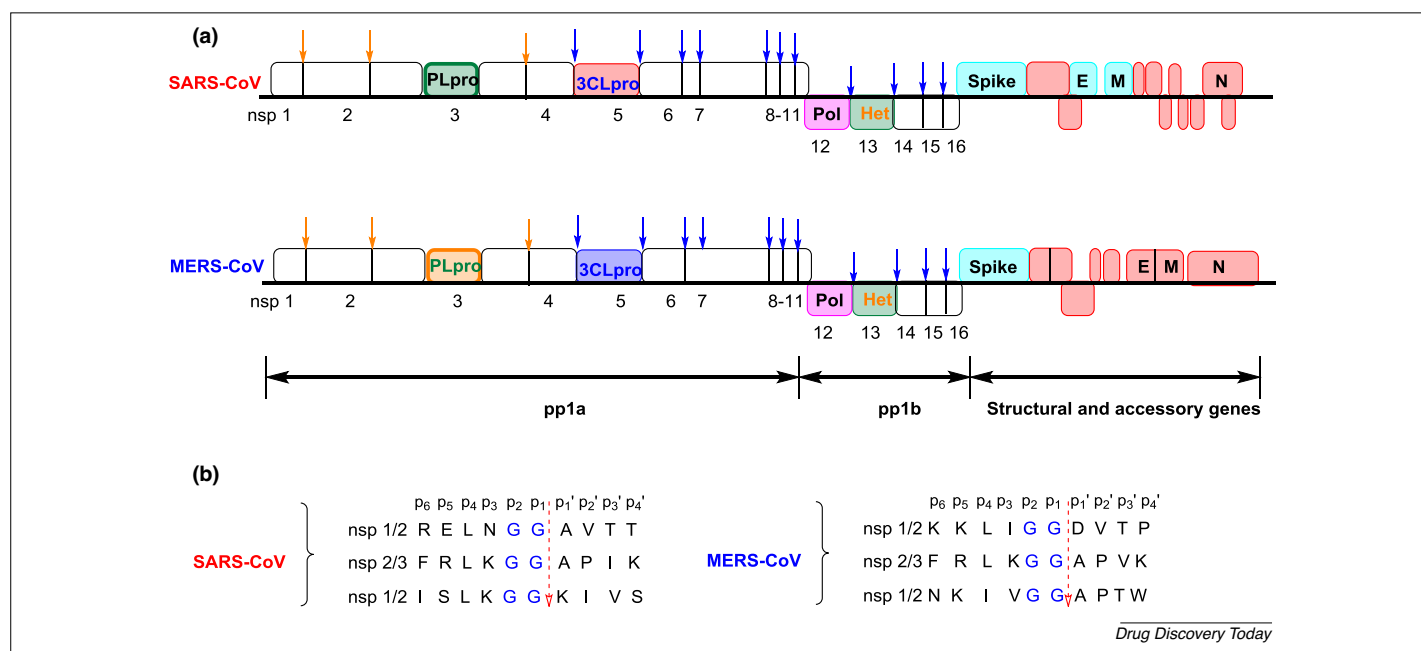 (a)
SARS-CoV
PLpro 3CLpro Spike E M N
nsp 1 2 3 4 5 6 7 8-11 Pol Het
12 13 14 15 16
MERS-CoV
PLpro 3CLpro Spike E M N
nsp 1 2 3 4 5 6 7 8-11 Pol Het
12 13 14 15 16
pp1a pp1b Structural and accessory genes
(b)
SARS-CoV
p6 p5 p4 p3 p2 p1 p1' p2' p3' p4'
nsp 1/2 R E L N G G A V T T
nsp 2/3 F R L K G G A P I K
nsp 1/2 I S L K G G K I V S
MERS-CoV
p6 p5 p4 p3 p2 p1 p1' p2' p3' p4'
nsp 1/2 K K L I G G D V T P
nsp 2/3 F R L K G G A P V K
nsp 1/2 N K I V G G A P T W
Drug Discovery Today